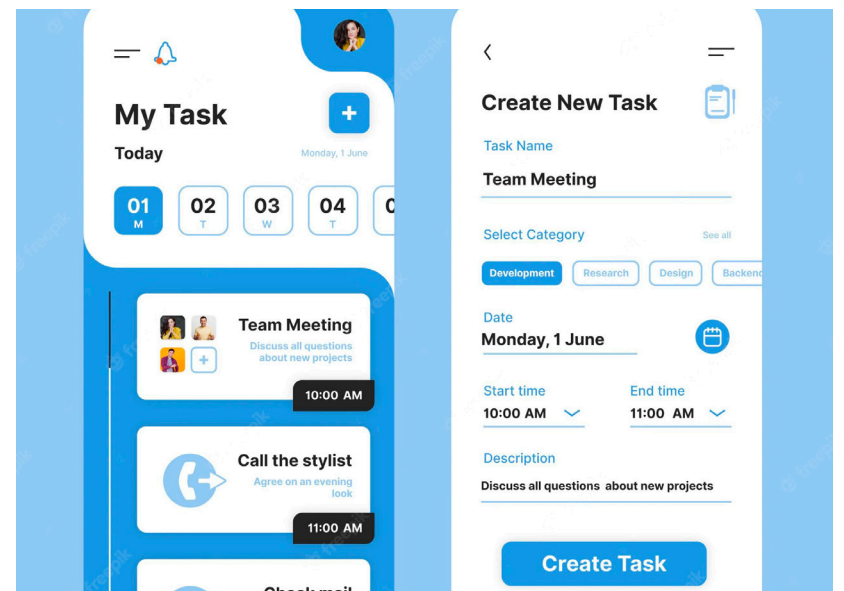 My Task
Today
Monday, 1 June
01
M
02
T
03
W
04
T
Team Meeting
Discuss all questions
about new projects
10:00 AM
Call the stylist
Agree on an evening
look
11:00 AM
Create New Task
Task Name
Team Meeting
Select Category
See all
Development
Research
Design
Backend
Date
Monday, 1 June
Start time
End time
10:00 AM
11:00 AM
Description
Discuss all questions about new projects
Create Task
freepik